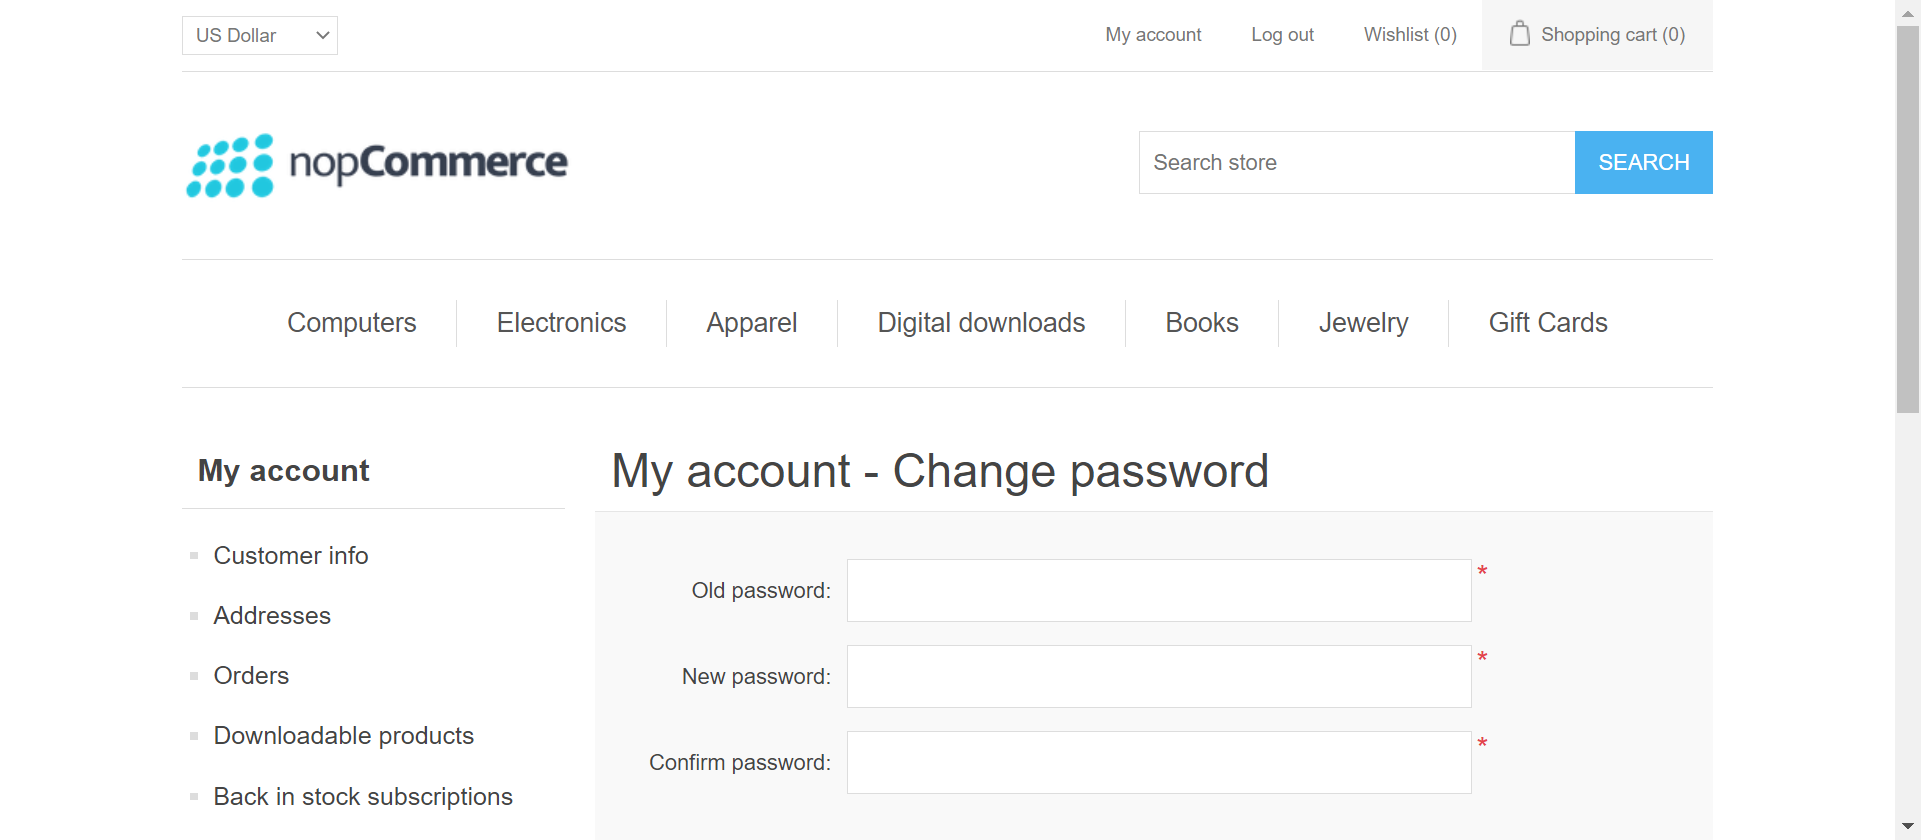 US Dollar
My account
Log out
Wishlist (0)
Shopping cart (0)
nopCommerce
Search store
SEARCH
Computers
Electronics
Apparel
Digital downloads
Books
Jewelry
Gift Cards
My account
Customer info
Addresses
Orders
Downloadable products
Back in stock subscriptions
My account - Change password
Old password: *
New password: *
Confirm password: *